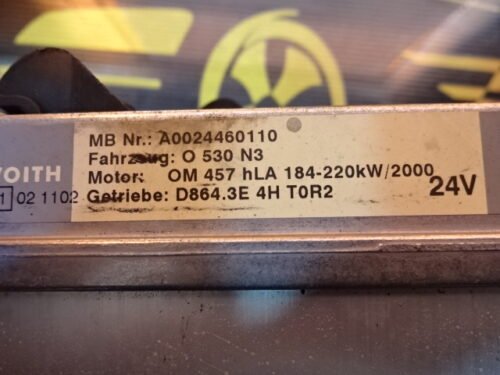 MB Nr.: A0024460110
VOITH Fahrzeug: O 530 N3
Motor: OM 457 hLA 184-220kW/2000
1 02 1102 Getriebe: D864.3E 4H T0R2 24V